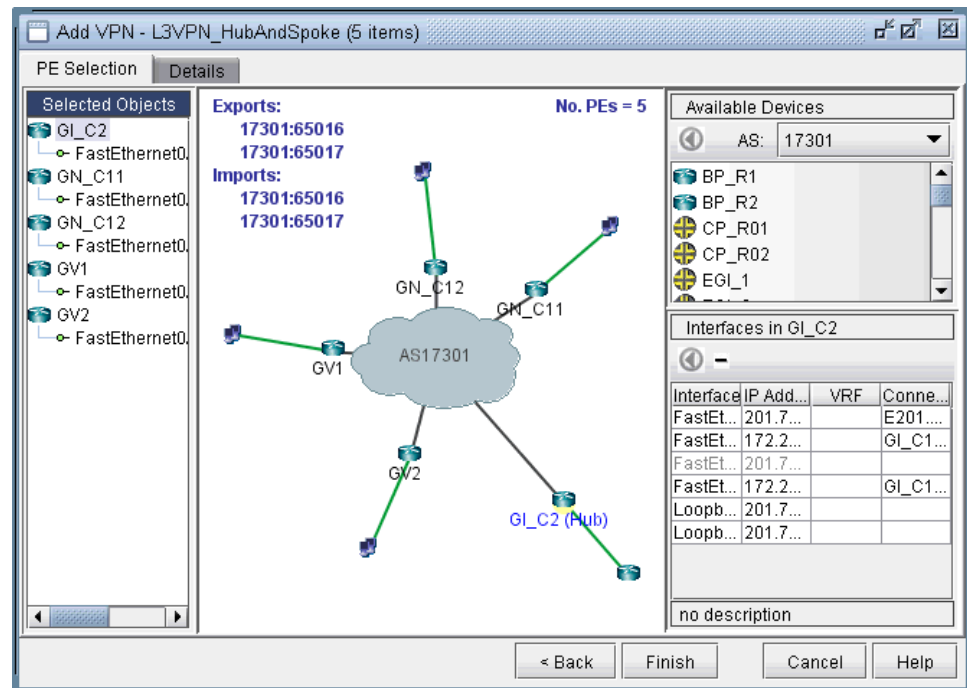 Add VPN - L3VPN_HubAndSpoke (5 items)
PE Selection
Details
Selected Objects
GI_C2
FastEthernet0.
GN_C11
FastEthernet0.
GN_C12
FastEthernet0.
GV1
FastEthernet0.
GV2
FastEthernet0.
Exports:
17301:65016
17301:65017
Imports:
17301:65016
17301:65017
No. PEs = 5
GN_C12
GN_C11
GV1
AS17301
GV2
GI_C2 (Hub)
Available Devices
AS: 17301
BP_R1
BP_R2
CP_R01
CP_R02
EGI_1
Interfaces in GI_C2
Interface IP Add... VRF Conne...
FastEt... 201.7... E201....
FastEt... 172.2... GI_C1...
FastEt... 201.7...
FastEt... 172.2... GI_C1...
Loopb... 201.7...
Loopb... 201.7...
no description
< Back Finish Cancel Help